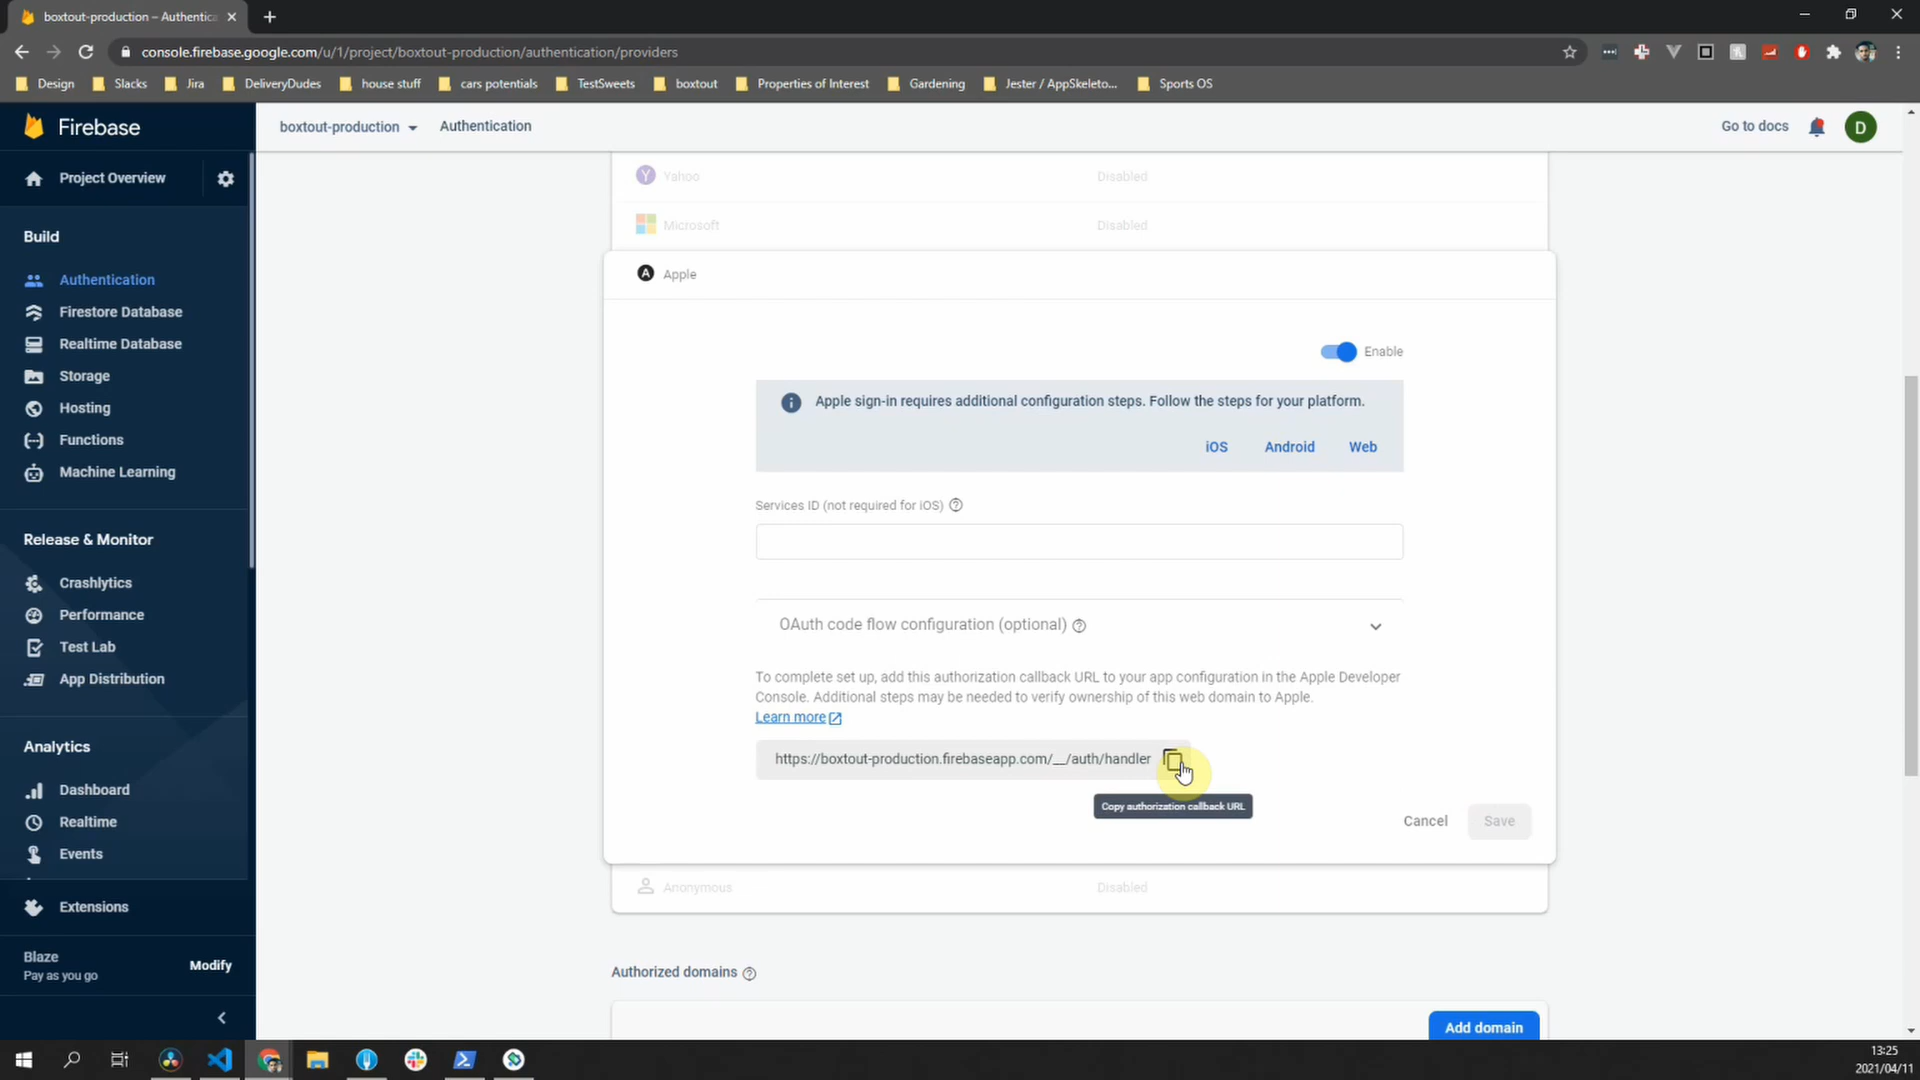 boxtout-production – Authentica
console.firebase.google.com/u/1/project/boxtout-production/authentication/providers
Design
Slacks
Jira
DeliveryDudes
house stuff
cars potentials
TestSweets
boxtout
Properties of Interest
Gardening
Jester / AppSkeleto...
Sports OS
Firebase
boxtout-production
Authentication
Go to docs
D
Project Overview
Build
Authentication
Firestore Database
Realtime Database
Storage
Hosting
Functions
Machine Learning
Release & Monitor
Crashlytics
Performance
Test Lab
App Distribution
Analytics
Dashboard
Realtime
Events
Extensions
Blaze
Pay as you go
Modify
Yahoo
Disabled
Microsoft
Disabled
Apple
Enable
Apple sign-in requires additional configuration steps. Follow the steps for your platform.
iOS
Android
Web
Services ID (not required for iOS)
OAuth code flow configuration (optional)
To complete set up, add this authorization callback URL to your app configuration in the Apple Developer
Console. Additional steps may be needed to verify ownership of this web domain to Apple.
Learn more
https://boxtout-production.firebaseapp.com/__/auth/handler
Copy authorization callback URL
Cancel
Save
Anonymous
Disabled
Authorized domains
Add domain
13:25
2021/04/11